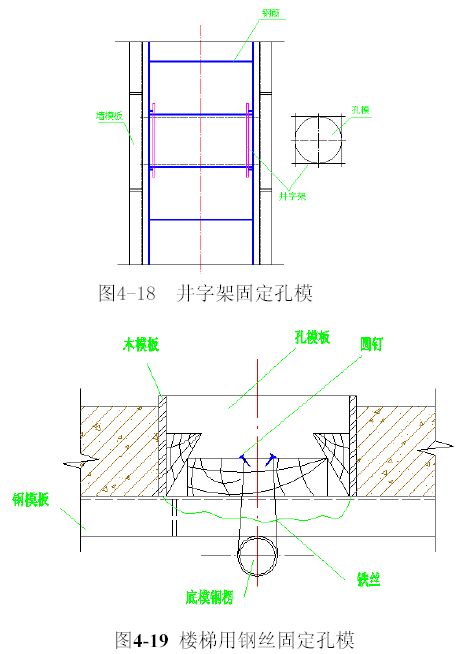 钢筋
墙模板
孔模
井字架
图4-18 井字架固定孔模
木模板
孔模板
圆钉
钢模板
铁丝
底模钢楞
图4-19 楼梯用钢丝固定孔模